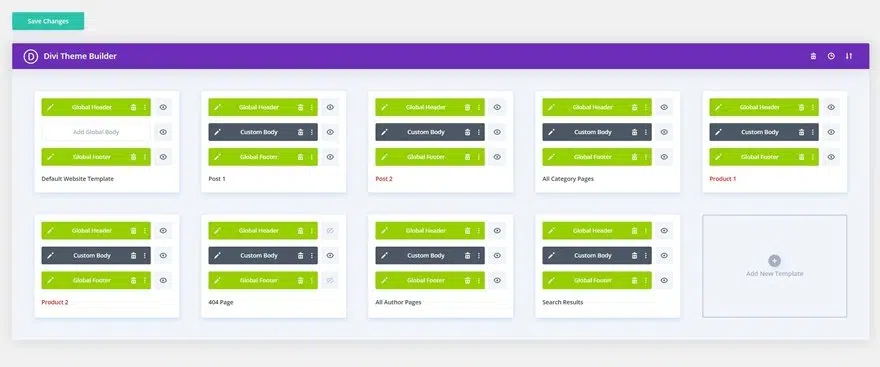 Save Changes
D Divi Theme Builder
Global Header
Add Global Body
Global Footer
Default Website Template
Global Header
Custom Body
Global Footer
Post 1
Global Header
Custom Body
Global Footer
Post 2
Global Header
Custom Body
Global Footer
All Category Pages
Global Header
Custom Body
Global Footer
Product 1
Global Header
Custom Body
Global Footer
Product 2
Global Header
Custom Body
Global Footer
404 Page
Global Header
Custom Body
Global Footer
All Author Pages
Global Header
Custom Body
Global Footer
Search Results
Add New Template